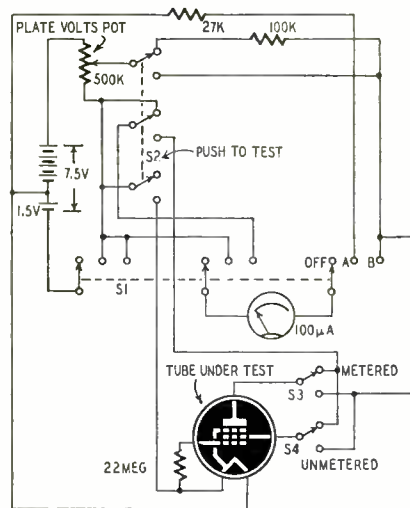 PLATE VOLTS POT
27K
100K
500K
S2
PUSH TO TEST
7.5V
1.5V
OFF
A
B
S1
100μA
TUBE UNDER TEST
METERED
S3
S4
22MEG
UNMETERED